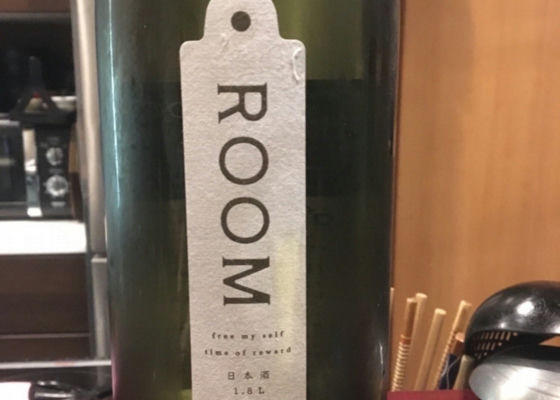 ROOM
free my self
time of reward
日本酒
1.8L